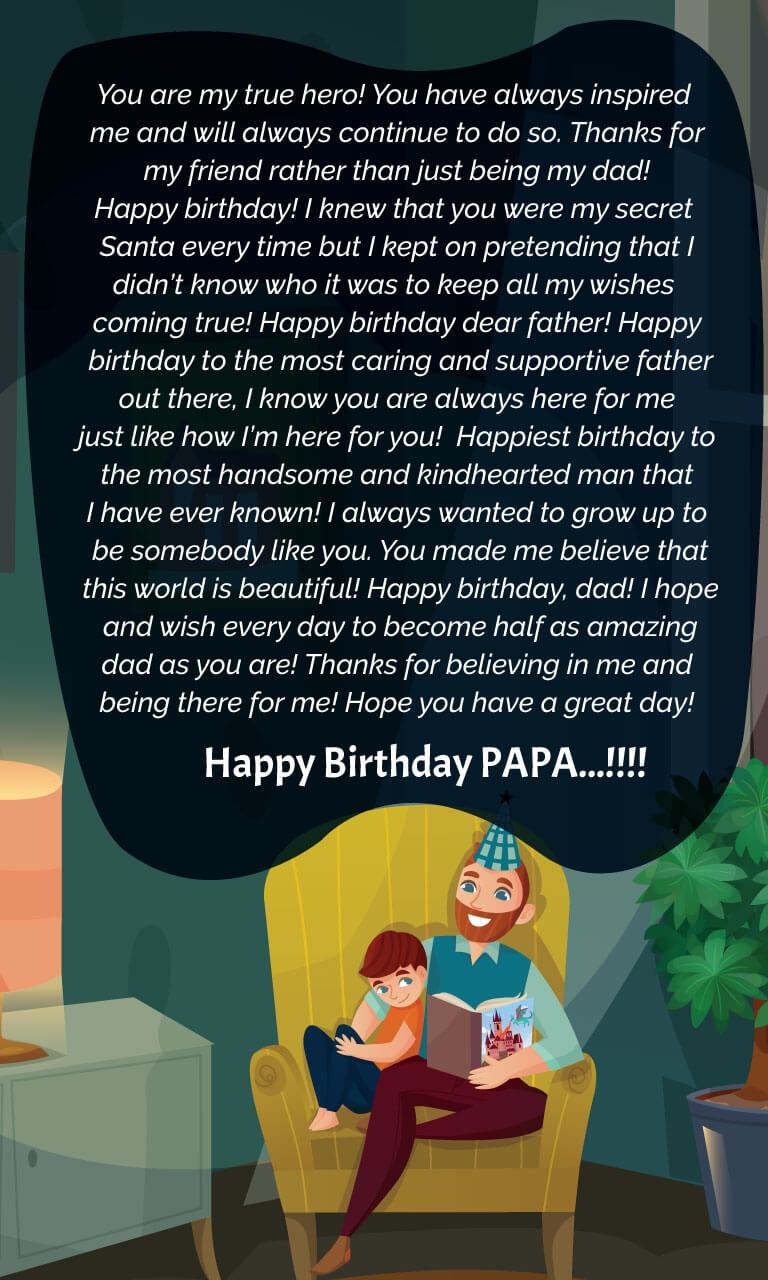 You are my true hero! You have always inspired
me and will always continue to do so. Thanks for
my friend rather than just being my dad!
Happy birthday! I knew that you were my secret
Santa every time but I kept on pretending that I
didn't know who it was to keep all my wishes
coming true! Happy birthday dear father! Happy
birthday to the most caring and supportive father
out there, I know you are always here for me
just like how I'm here for you!  Happiest birthday to
the most handsome and kindhearted man that
I have ever known! I always wanted to grow up to
be somebody like you. You made me believe that
this world is beautiful! Happy birthday, dad! I hope
and wish every day to become half as amazing
dad as you are! Thanks for believing in me and
being there for me! Hope you have a great day!
Happy Birthday PAPA...!!!!